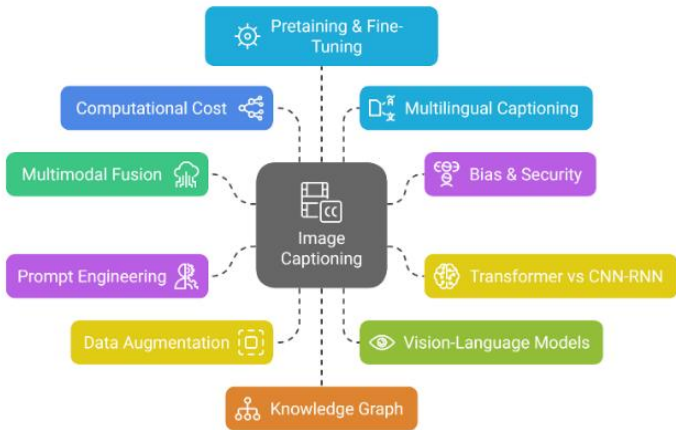 Pretaining & Fine-
Tuning
Computational Cost
Multilingual Captioning
Multimodal Fusion
Bias & Security
CC
Image
Captioning
Prompt Engineering
Transformer vs CNN-RNN
Data Augmentation
Vision-Language Models
Knowledge Graph